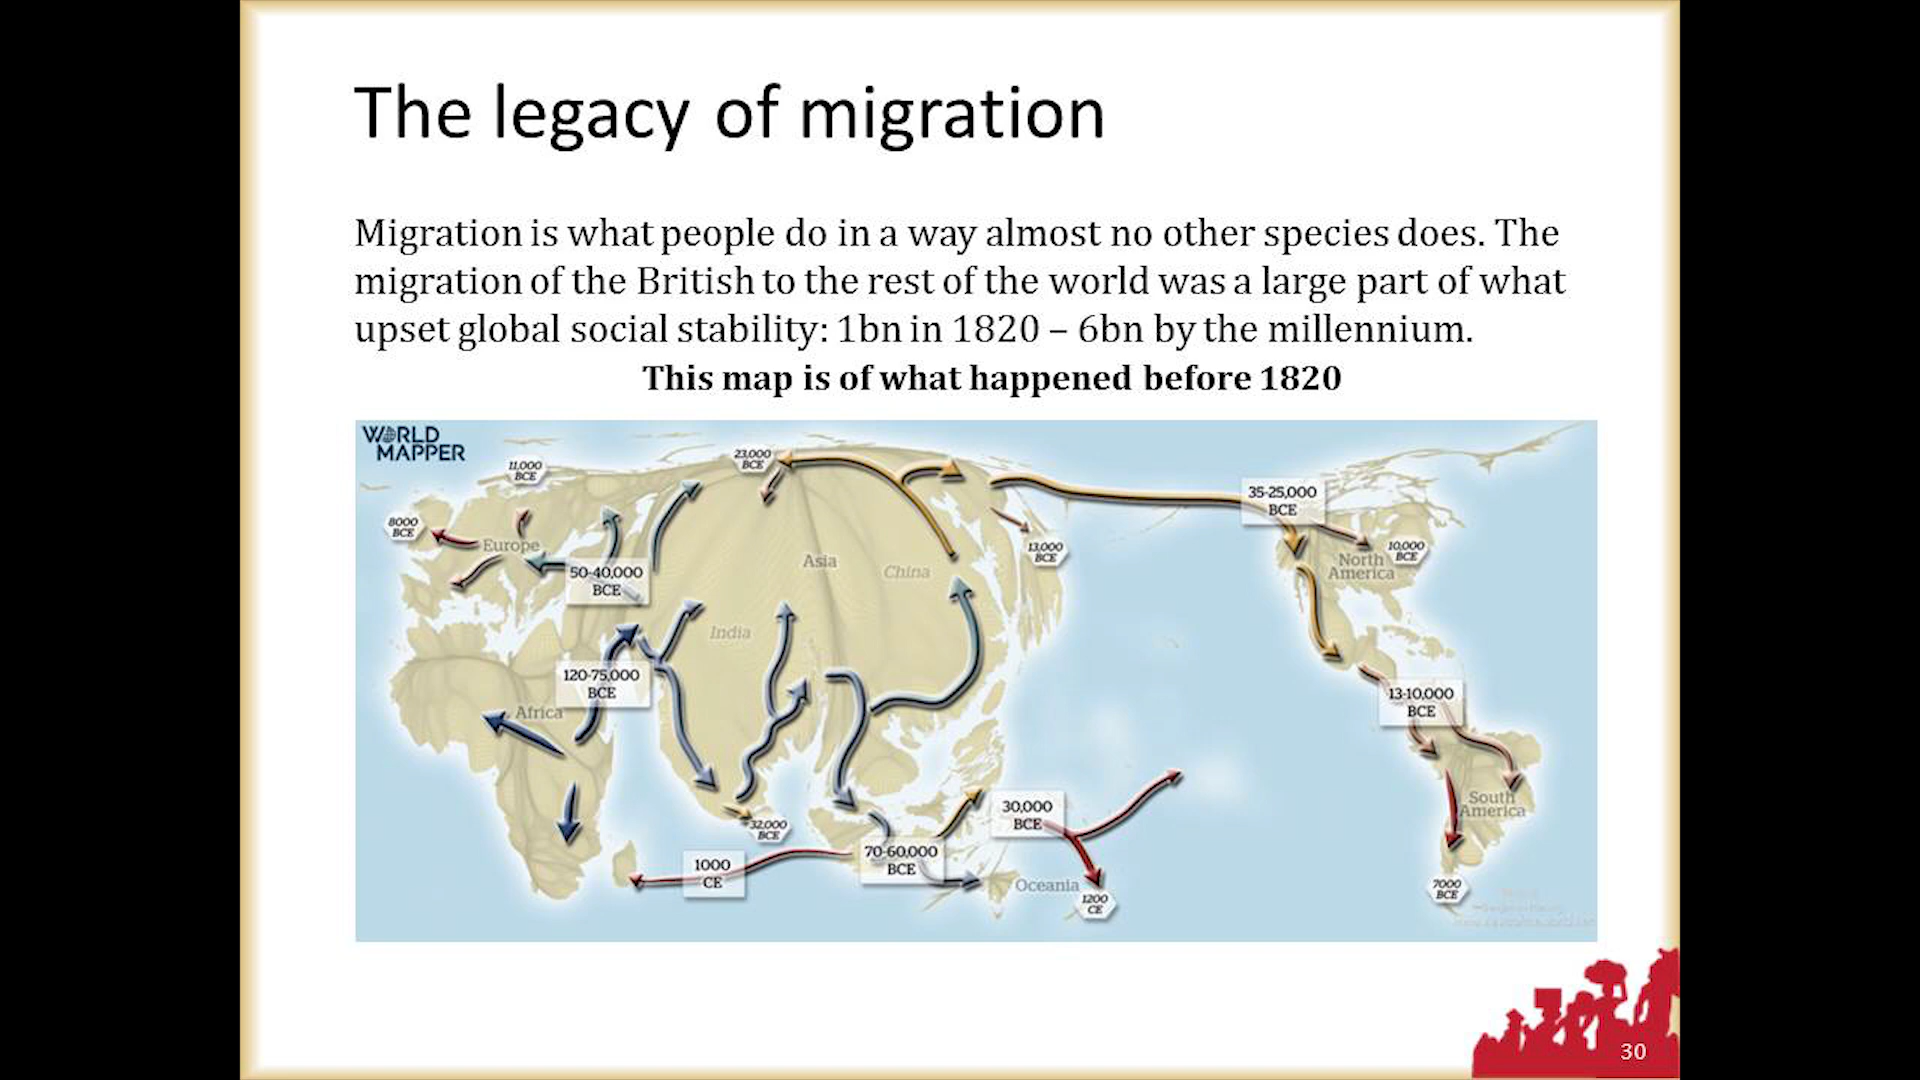 The legacy of migration
Migration is what people do in a way almost no other species does. The
migration of the British to the rest of the world was a large part of what
upset global social stability: 1bn in 1820 – 6bn by the millennium.
This map is of what happened before 1820
WORLD
MAPPER
11,000
BCE
23,000
BCE
8000
BCE
Europe
50-40,000
BCE
Asia
China
India
13,000
BCE
35-25,000
BCE
North
America
10,000
BCE
120-75,000
BCE
Africa
13-10,000
BCE
South
America
32,000
BCE
30,000
BCE
70-60,000
BCE
1000
CE
Oceania
1200
CE
7000
BCE
30